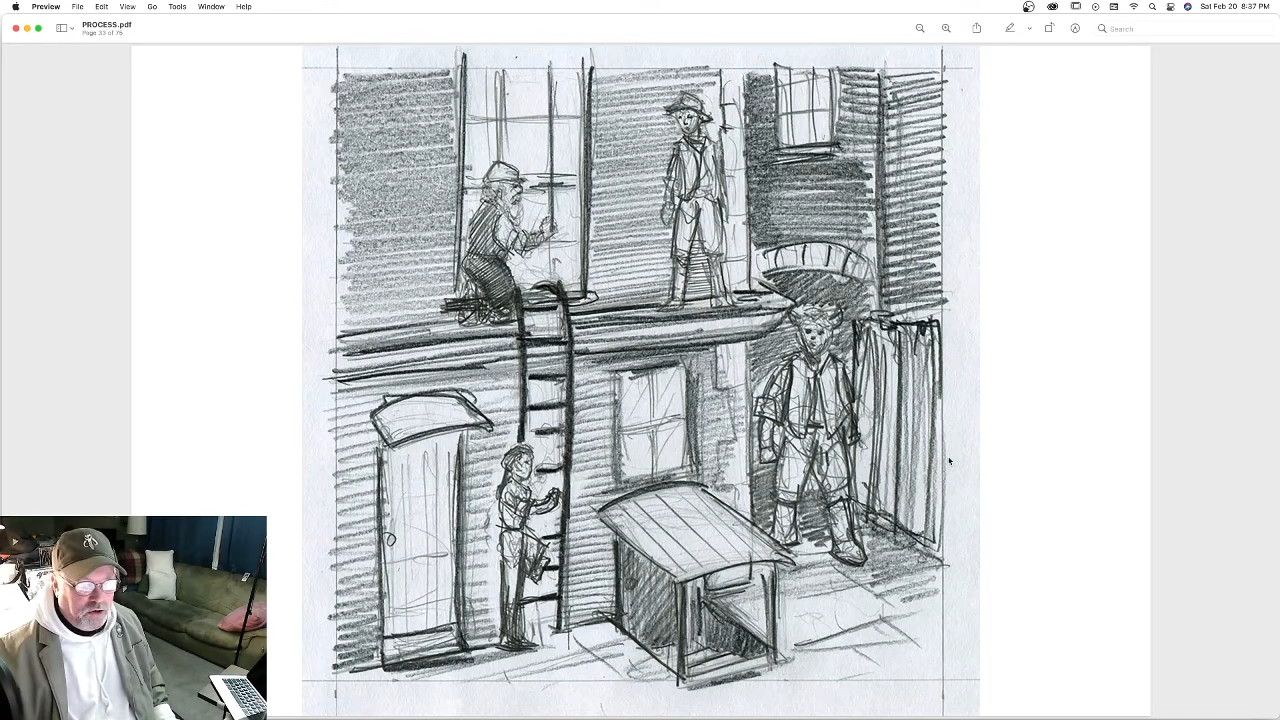 Preview File Edit View Go Tools Window Help
Sat Feb 20 8:37 PM
PROCESS.pdf
Page 33 of 75
Search